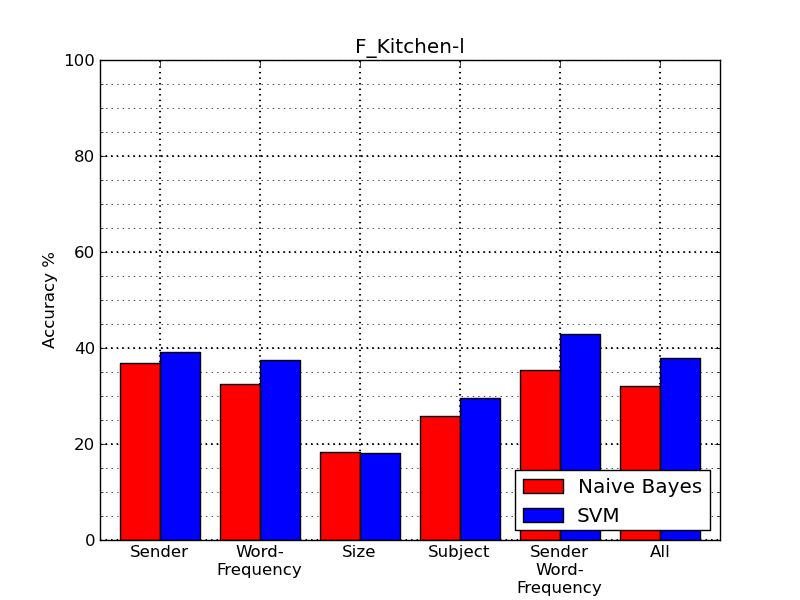 F_Kitchen-l
100
80
60
40
20
0
Accuracy %
Sender
Word-
Frequency
Size
Subject
Sender
Word-
Frequency
All
Naive Bayes
SVM